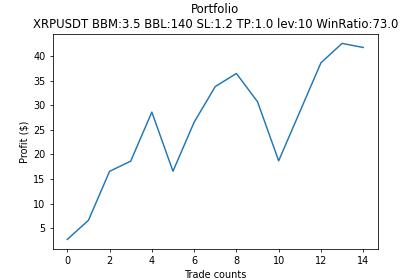 Portfolio
XRPUSDT BBM:3.5 BBL:140 SL:1.2 TP:1.0 lev:10 WinRatio:73.0
40
35
30
25
20
15
10
5
Profit ($)
0 2 4 6 8 10 12 14
Trade counts